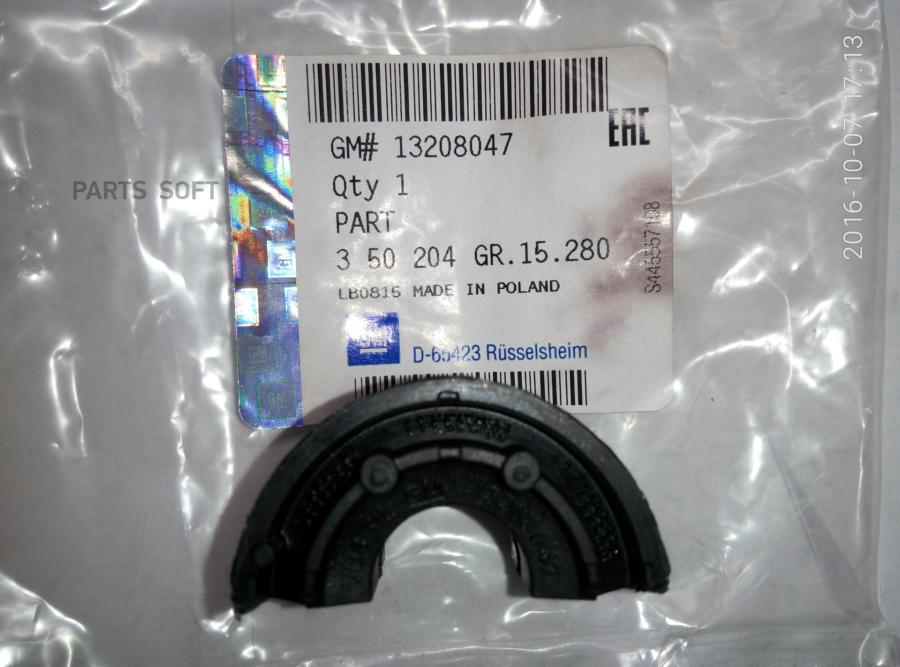 EAC
GM# 13208047
Qty 1
PART
3 50 204 GR.15.280
LB0815 MADE IN POLAND
GM
D-65423 Rüsselsheim
PARTS SOFT
2016-10-07 17:13